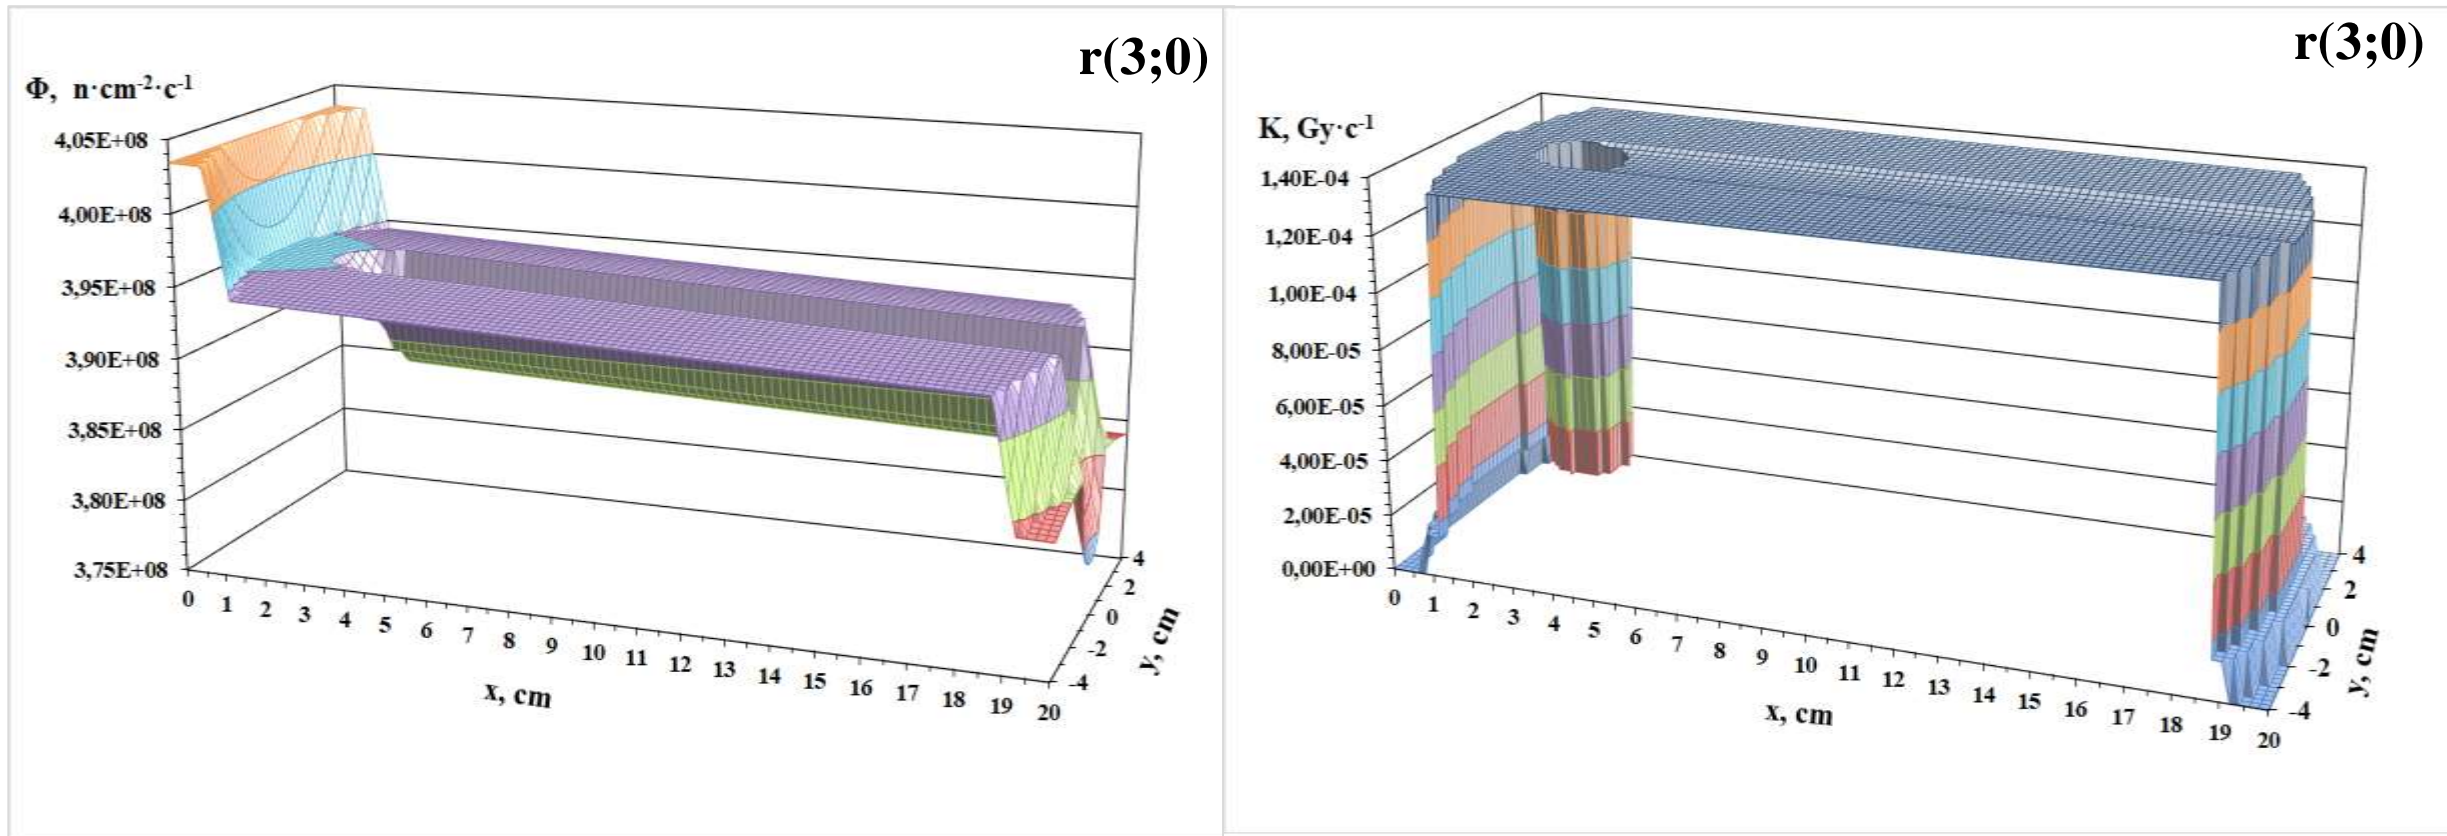 r(3;0)
Φ, n·cm⁻²·c⁻¹
4,05E+08
4,00E+08
3,95E+08
3,90E+08
3,85E+08
3,80E+08
3,75E+08
0 1 2 3 4 5 6 7 8 9 10 11 12 13 14 15 16 17 18 19 20
x, cm
4
2
0
-2
-4
y, cm
r(3;0)
K, Gy·c⁻¹
1,40E-04
1,20E-04
1,00E-04
8,00E-05
6,00E-05
4,00E-05
2,00E-05
0,00E+00
0 1 2 3 4 5 6 7 8 9 10 11 12 13 14 15 16 17 18 19 20
x, cm
4
2
0
-2
-4
y, cm